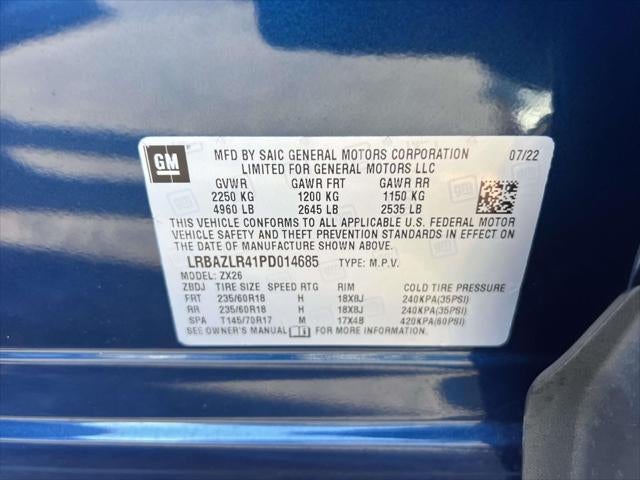 GM
MFD BY SAIC GENERAL MOTORS CORPORATION 07/22
LIMITED FOR GENERAL MOTORS LLC
GVWR GAWR FRT GAWR RR
2250 KG 1200 KG 1150 KG
4960 LB 2645 LB 2535 LB
THIS VEHICLE CONFORMS TO ALL APPLICABLE U.S. FEDERAL MOTOR
VEHICLE SAFETY AND THEFT PREVENTION STANDARDS IN EFFECT
ON THE DATE OF MANUFACTURE SHOWN ABOVE.
LRBAZLR41PD014685 TYPE: M.P.V.
MODEL: ZX26
ZBDJ TIRE SIZE SPEED RTG RIM COLD TIRE PRESSURE
FRT 235/60R18 H 18X8J 240KPA(35PSI)
RR 235/60R18 H 18X8J 240KPA(35PSI)
SPA T145/70R17 M 17X4B 420KPA(60PSI)
SEE OWNER'S MANUAL FOR MORE INFORMATION.